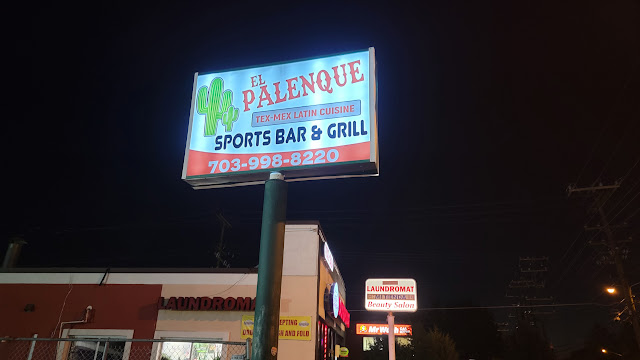 EL
PALENQUE
TEX-MEX LATIN CUISINE
SPORTS BAR & GRILL
703-998-8220
LAUNDROMAT
LAUNDROMAT
Beauty Salon